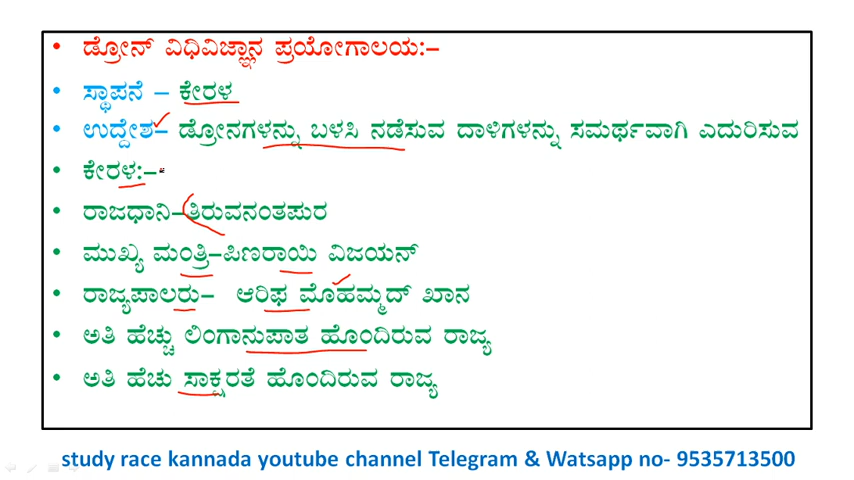 ಡ್ರೋನ್ ವಿಧಿವಿಜ್ಞಾನ ಪ್ರಯೋಗಾಲಯ:–
ಸ್ಥಾಪನೆ – ಕೇರಳ
ಉದ್ದೇಶ– ಡ್ರೋನಗಳನ್ನು ಬಳಸಿ ನಡೆಸುವ ದಾಳಿಗಳನ್ನು ಸಮರ್ಥವಾಗಿ ಎದುರಿಸುವ
ಕೇರಳ:–
ರಾಜಧಾನಿ–ತಿರುವನಂತಪುರ
ಮುಖ್ಯ ಮಂತ್ರಿ–ಪಿಣರಾಯಿ ವಿಜಯನ್
ರಾಜ್ಯಪಾಲರು– ಆರಿಫ ಮೊಹಮ್ಮದ್ ಖಾನ
ಅತಿ ಹೆಚ್ಚು ಲಿಂಗಾನುಪಾತ ಹೊಂದಿರುವ ರಾಜ್ಯ
ಅತಿ ಹೆಚು ಸಾಕ್ಷರತೆ ಹೊಂದಿರುವ ರಾಜ್ಯ
study race kannada youtube channel Telegram & Watsapp no- 9535713500